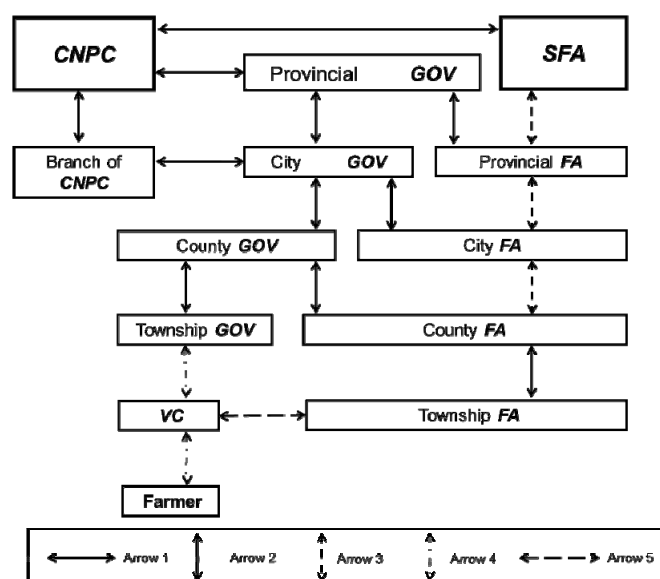 CNPC
SFA
Provincial GOV
Branch of
CNPC
City GOV
Provincial FA
County GOV
City FA
Township GOV
County FA
VC
Township FA
Farmer
Arrow 1 Arrow 2 Arrow 3 Arrow 4 Arrow 5